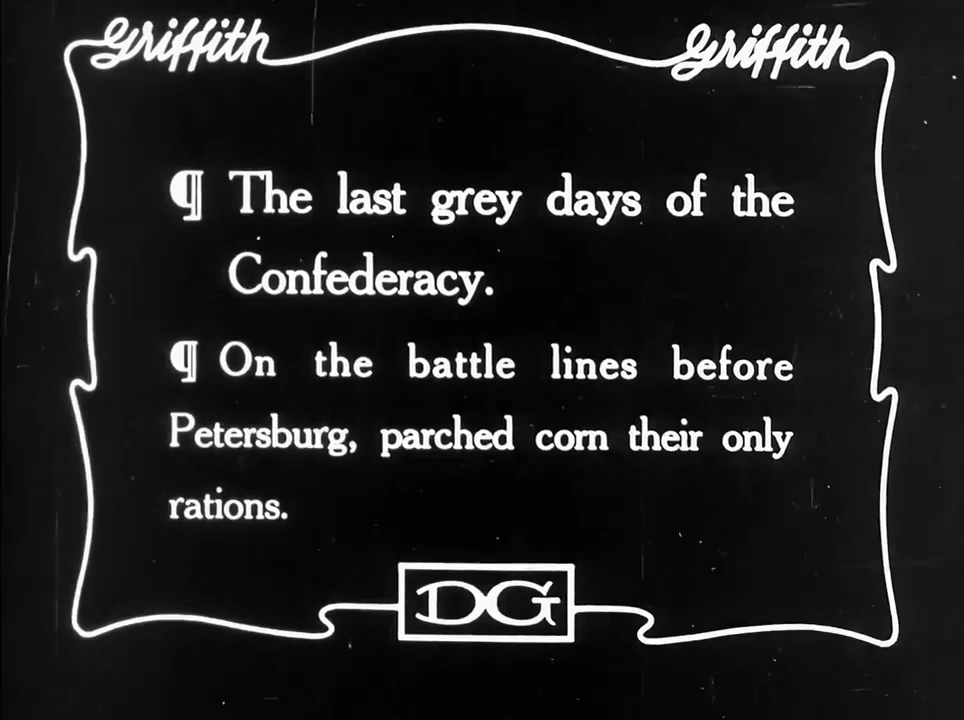 Griffith Griffith
¶ The last grey days of the
Confederacy.
¶ On the battle lines before
Petersburg, parched corn their only
rations.
DG